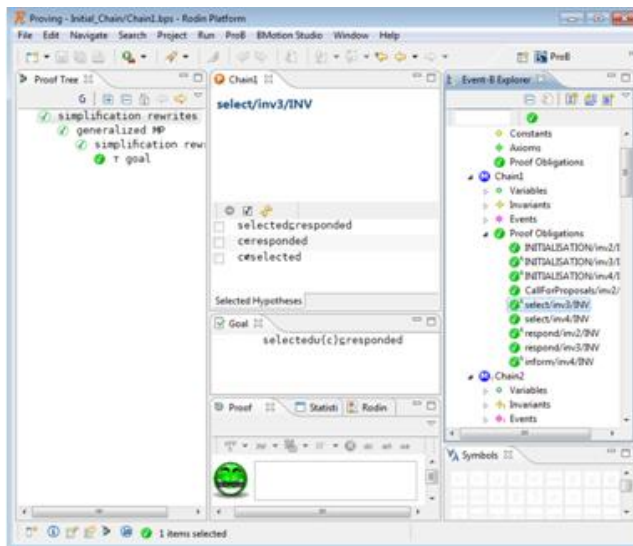 Proving - Initial_Chain/Chain1.bps - Rodin Platform
File Edit Navigate Search Project Run ProB BMotion Studio Window Help
ProB
Proof Tree
G
simplification rewrites
generalized MP
simplification rewr
⊤ goal
Chain1
select/inv3/INV
selected⊆responded
c∈responded
c∉selected
Selected Hypotheses
Goal
selected∪{c}⊆responded
Proof
Statisti
Rodin
Event-B Explorer
Constants
Axioms
Proof Obligations
Chain1
Variables
Invariants
Events
Proof Obligations
INITIALISATION/inv2/I
INITIALISATION/inv3/I
INITIALISATION/inv4/I
CallForProposals/inv2/
select/inv3/INV
select/inv4/INV
respond/inv2/INV
respond/inv3/INV
inform/inv4/INV
Chain2
Variables
Invariants
Events
Symbols
1 items selected